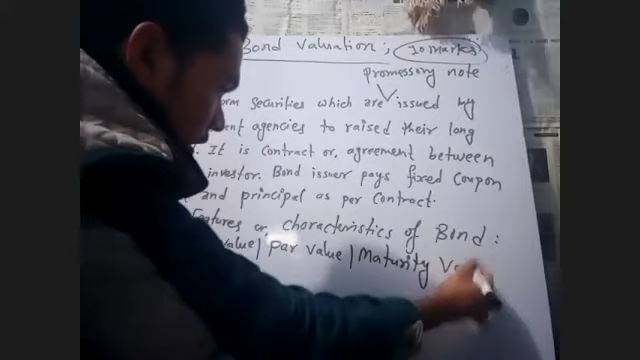 Bond Valuation; 10 marks
promessory note
securities which are issued by
agencies to raised their long
It is contract or, agreement between
investor. Bond issuer pays fixed coupon
and principal as per contract.
Features or characteristics of Bond:
value | par value | Maturity